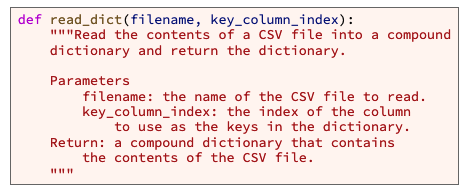 def read_dict(filename, key_column_index):
    """Read the contents of a CSV file into a compound
    dictionary and return the dictionary.

    Parameters
        filename: the name of the CSV file to read.
        key_column_index: the index of the column
            to use as the keys in the dictionary.
    Return: a compound dictionary that contains
        the contents of the CSV file.
    """